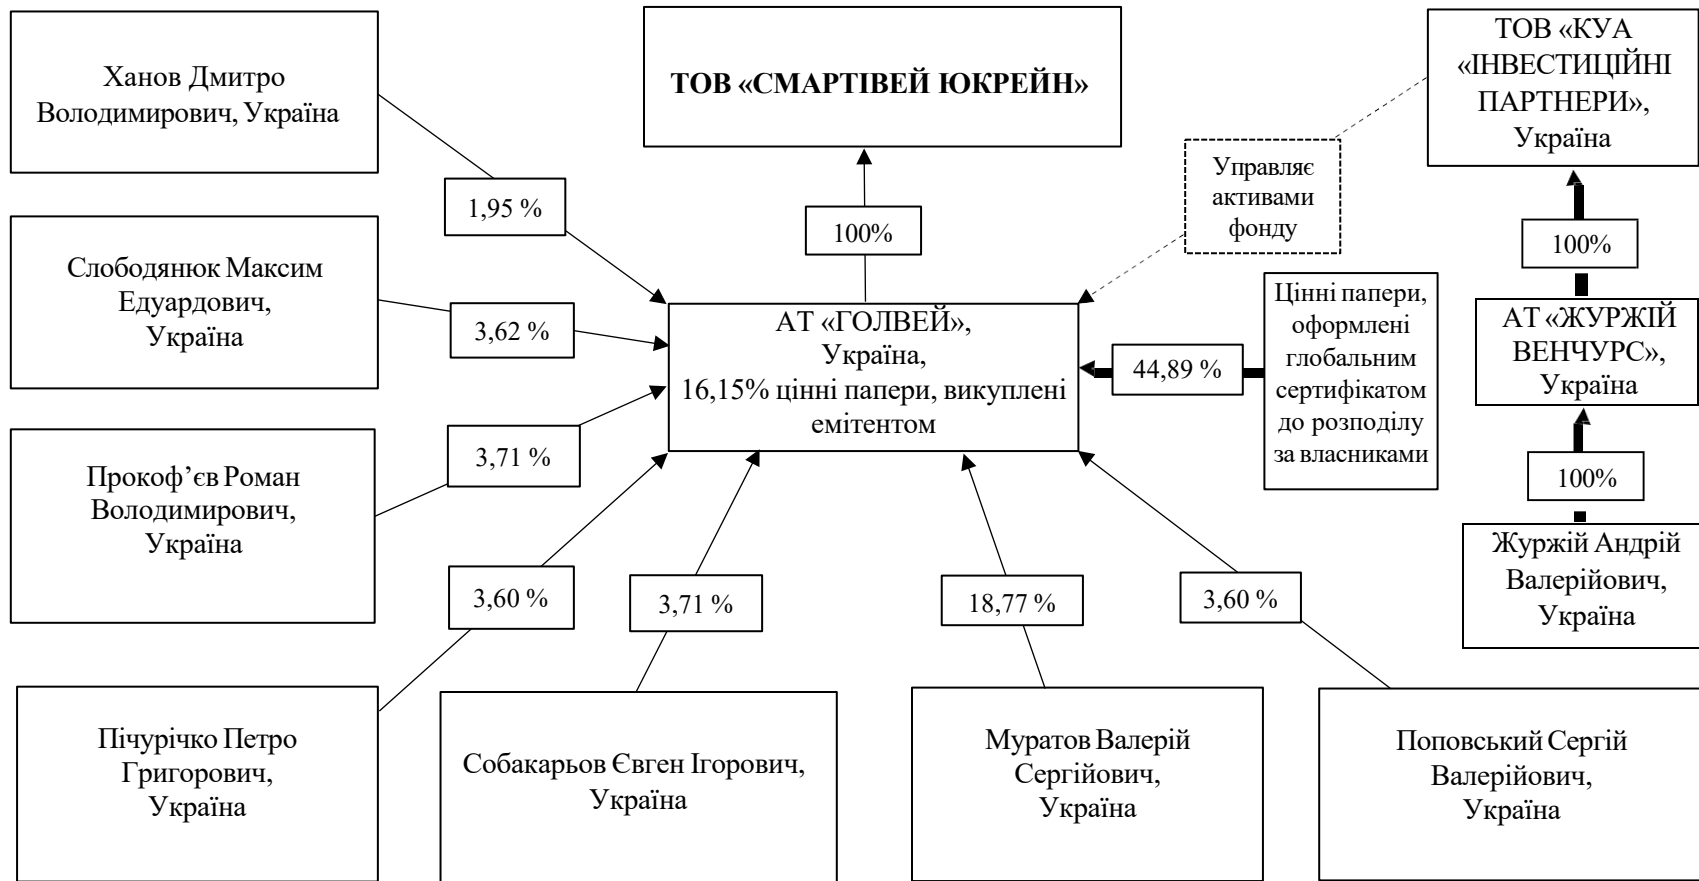 Ханов Дмитро
Володимирович, Україна
ТОВ «СМАРТІВЕЙ ЮКРЕЙН»
ТОВ «КУА
«ІНВЕСТИЦІЙНІ
ПАРТНЕРИ»,
Україна
Управляє
активами
фонду
1,95 %
100%
100%
Слободянюк Максим
Едуардович,
Україна
3,62 %
АТ «ГОЛВЕЙ»,
Україна,
16,15% цінні папери, викуплені
емітентом
44,89 %
Цінні папери,
оформлені
глобальним
сертифікатом
до розподілу
за власниками
АТ «ЖУРЖІЙ
ВЕНЧУРС»,
Україна
Прокоф’єв Роман
Володимирович,
Україна
3,71 %
100%
Журжій Андрій
Валерійович,
Україна
3,60 %
3,71 %
18,77 %
3,60 %
Пічурічко Петро
Григорович,
Україна
Собакарьов Євген Ігорович,
Україна
Муратов Валерій
Сергійович,
Україна
Поповський Сергій
Валерійович,
Україна